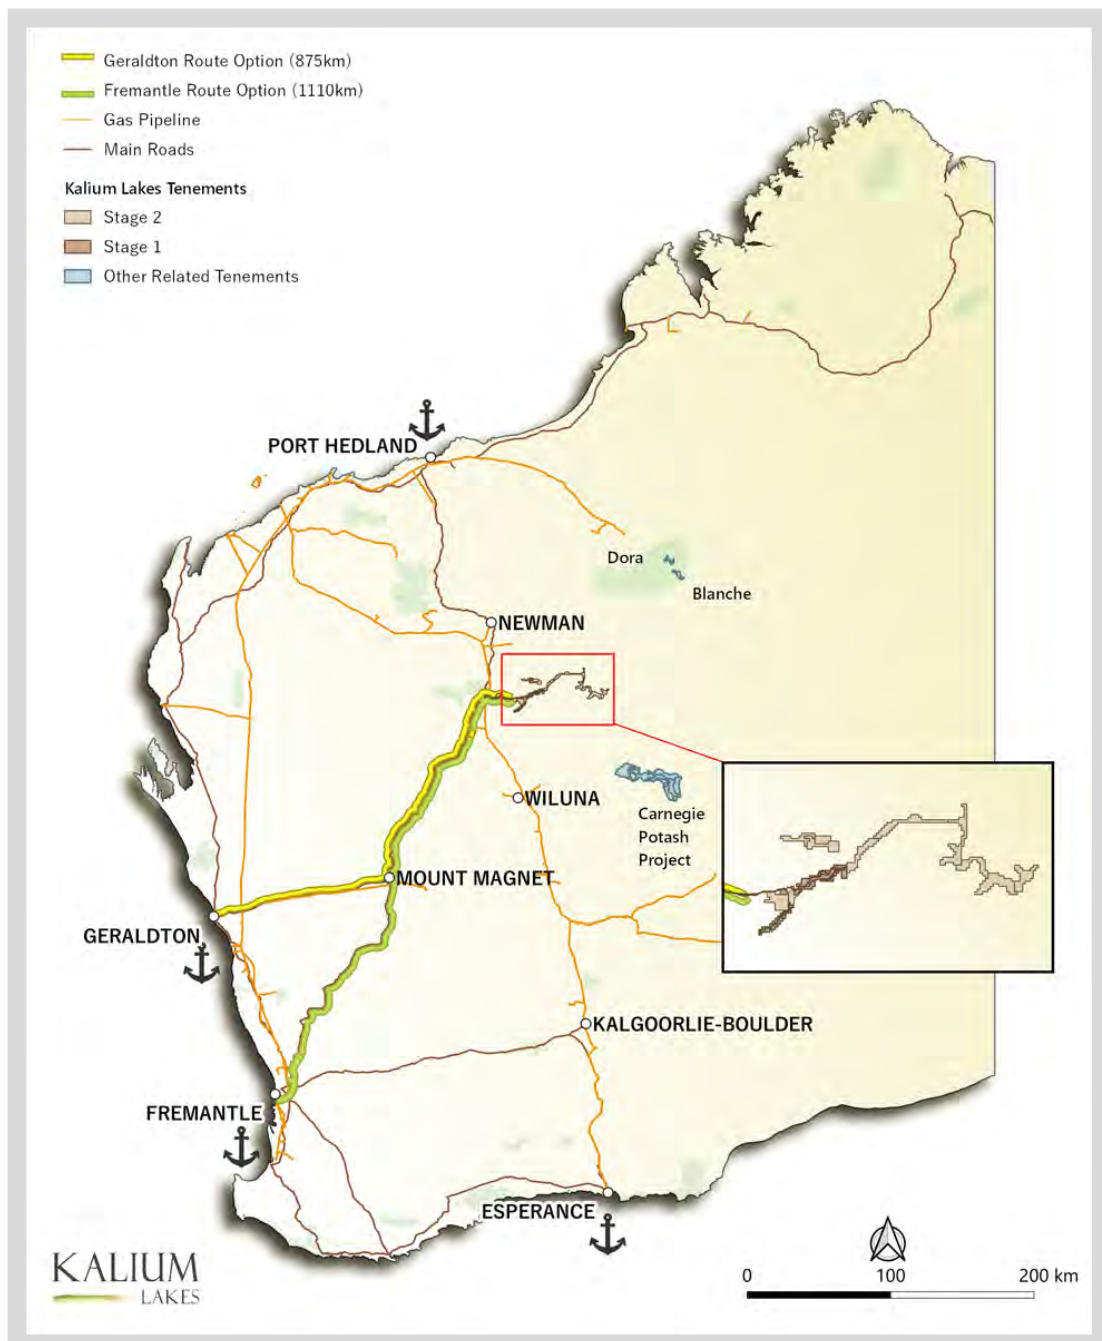 Geraldton Route Option (875km)
Fremantle Route Option (1110km)
Gas Pipeline
Main Roads
Kalium Lakes Tenements
Stage 2
Stage 1
Other Related Tenements
PORT HEDLAND
Dora
Blanche
NEWMAN
WILUNA
Carnegie
Potash
Project
MOUNT MAGNET
GERALDTON
KALGOORLIE-BOULDER
FREMANTLE
ESPERANCE
KALIUM
LAKES
0 100 200 km